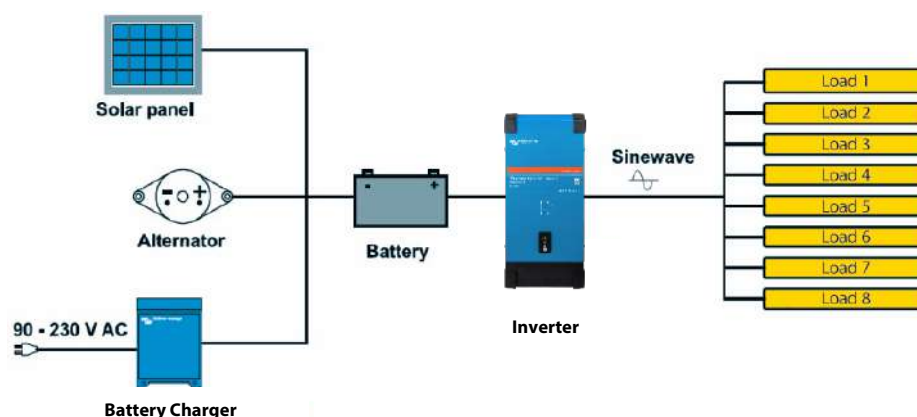 Solar panel
- +
Alternator
90 - 230 V AC
Battery Charger
- +
Battery
Inverter
Sinewave
Load 1
Load 2
Load 3
Load 4
Load 5
Load 6
Load 7
Load 8